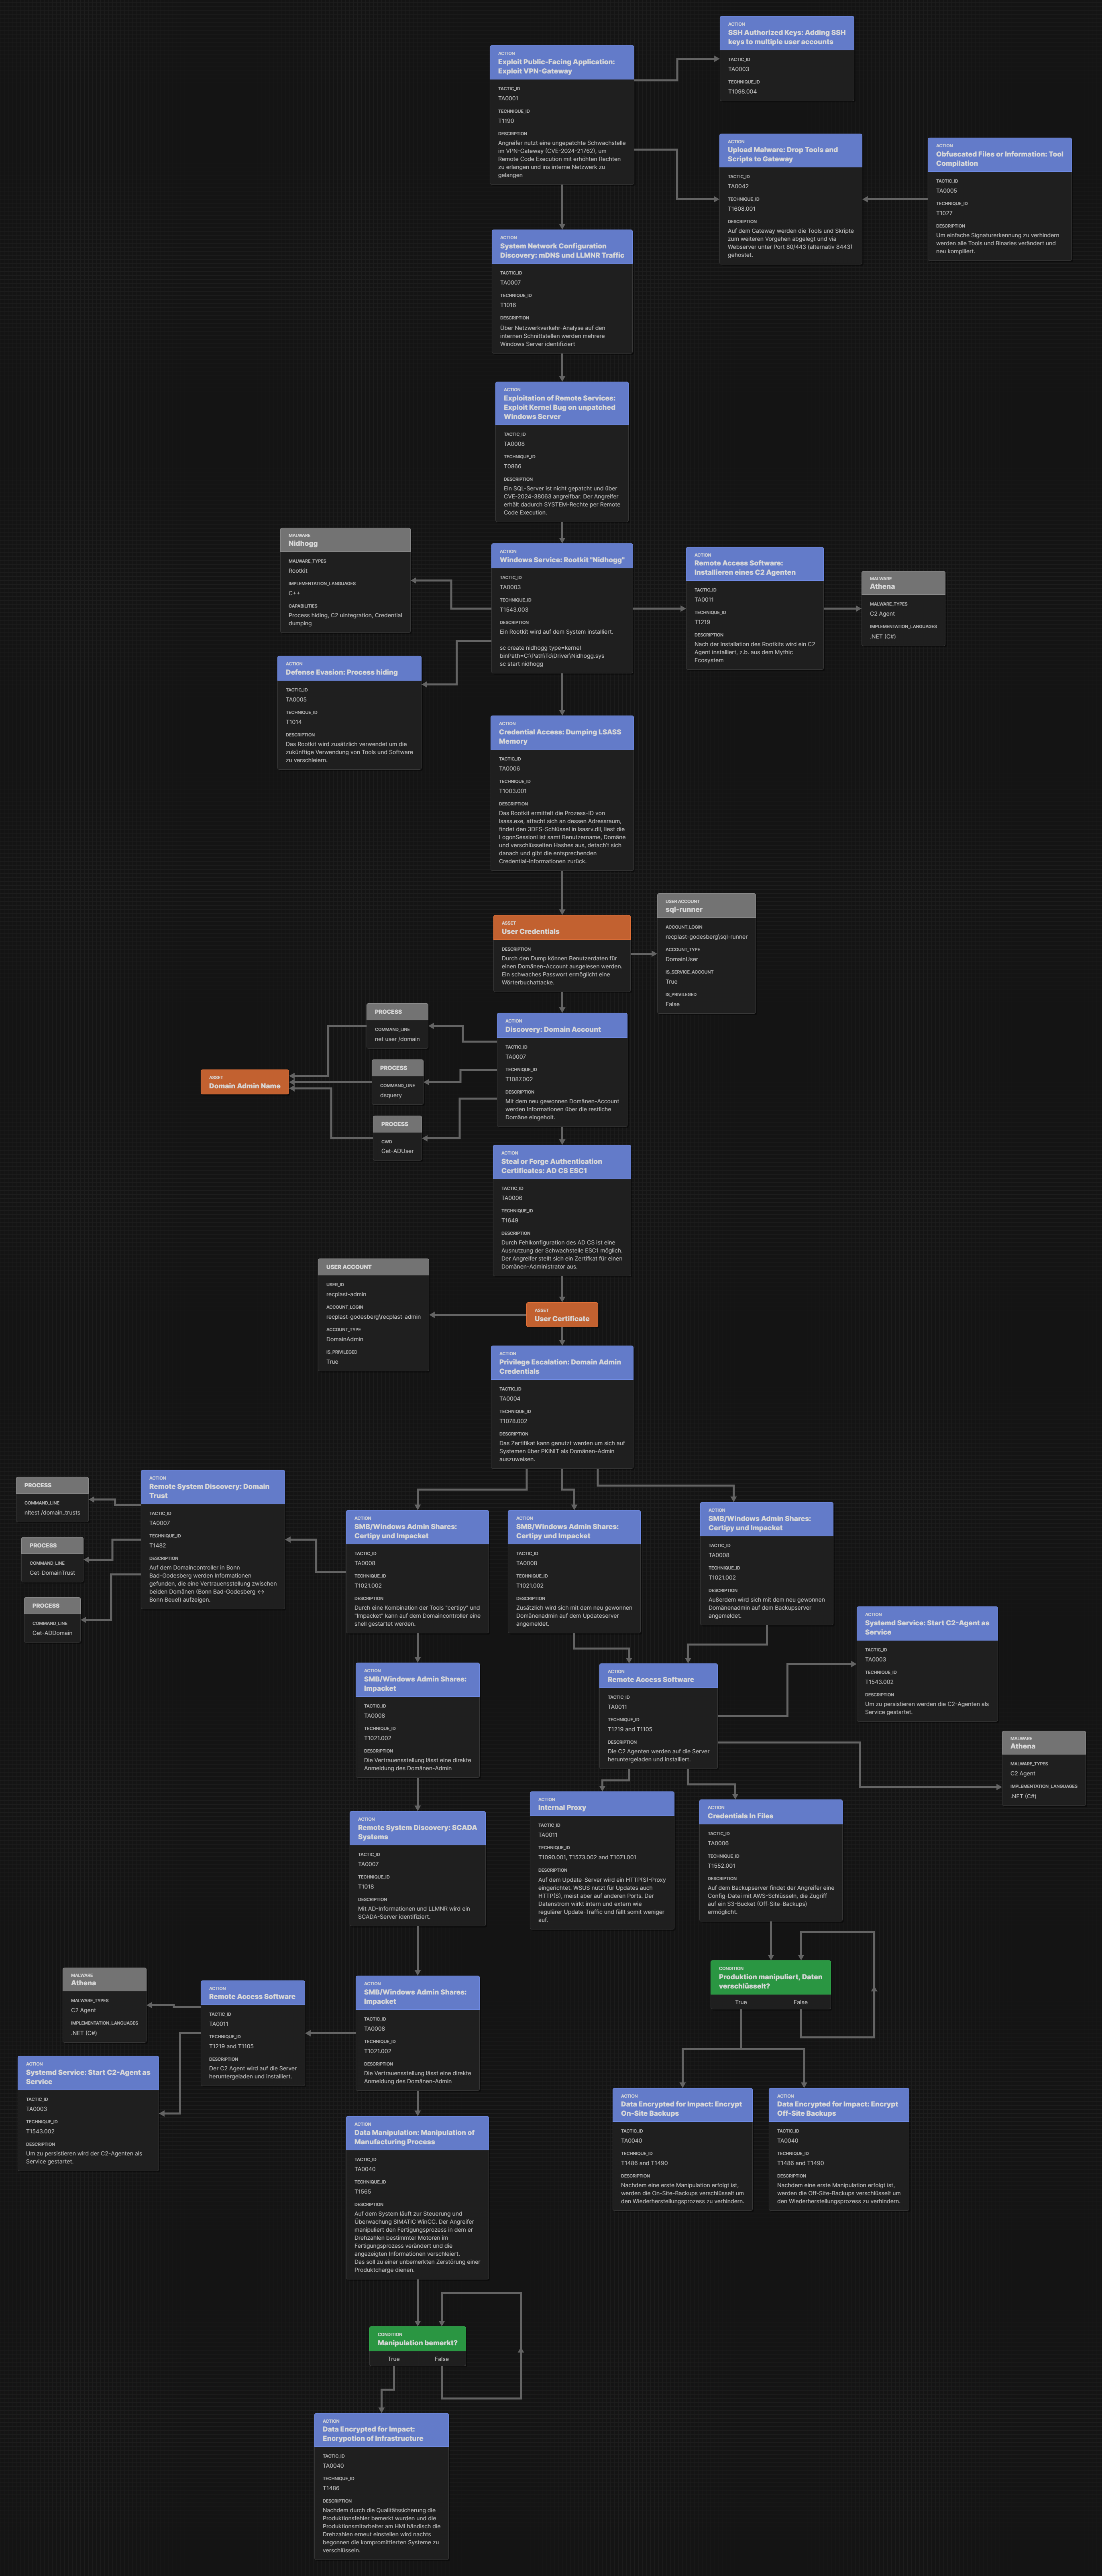 ACTION
SSH Authorized Keys: Adding SSH
keys to multiple user accounts
TACTIC_ID
TA0003
TECHNIQUE_ID
T1098.004
ACTION
Exploit Public-Facing Application:
Exploit VPN-Gateway
TACTIC_ID
TA0001
TECHNIQUE_ID
T1190
DESCRIPTION
Angreifer nutzt eine ungepatchte Schwachstelle
im VPN-Gateway (CVE-2024-21762), um
Remote Code Execution mit erhöhten Rechten
zu erlangen und ins interne Netzwerk zu
gelangen
ACTION
Upload Malware: Drop Tools and
Scripts to Gateway
TACTIC_ID
TA0042
TECHNIQUE_ID
T1608.001
DESCRIPTION
Auf dem Gateway werden die Tools und Skripte
zum weiteren Vorgehen abgelegt und via
Webserver unter Port 80/443 (alternativ 8443)
gehostet.
ACTION
Obfuscated Files or Information: Tool
Compilation
TACTIC_ID
TA0005
TECHNIQUE_ID
T1027
DESCRIPTION
Um einfache Signaturerkennung zu verhindern
werden alle Tools und Binaries verändert und
neu kompiliert.
ACTION
System Network Configuration
Discovery: mDNS und LLMNR Traffic
TACTIC_ID
TA0007
TECHNIQUE_ID
T1016
DESCRIPTION
Über Netzwerkverkehr-Analyse auf den
internen Schnittstellen werden mehrere
Windows Server identifiziert
ACTION
Exploitation of Remote Services:
Exploit Kernel Bug on unpatched
Windows Server
TACTIC_ID
TA0008
TECHNIQUE_ID
T0866
DESCRIPTION
Ein SQL-Server ist nicht gepatcht und über
CVE-2024-38063 angreifbar. Der Angreifer
erhält dadurch SYSTEM-Rechte per Remote
Code Execution.
MALWARE
Nidhogg
MALWARE_TYPES
Rootkit
IMPLEMENTATION_LANGUAGES
C++
CAPABILITIES
Process hiding, C2 uintegration, Credential
dumping
ACTION
Windows Service: Rootkit "Nidhogg"
TACTIC_ID
TA0003
TECHNIQUE_ID
T1543.003
DESCRIPTION
Ein Rootkit wird auf dem System installiert.
sc create nidhogg type=kernel
binPath=C:\Path\To\Driver\Nidhogg.sys
sc start nidhogg
ACTION
Remote Access Software:
Installieren eines C2 Agenten
TACTIC_ID
TA0011
TECHNIQUE_ID
T1219
DESCRIPTION
Nach der Installation des Rootkits wird ein C2
Agent installiert, z.b. aus dem Mythic
Ecosystem
MALWARE
Athena
MALWARE_TYPES
C2 Agent
IMPLEMENTATION_LANGUAGES
.NET (C#)
ACTION
Defense Evasion: Process hiding
TACTIC_ID
TA0005
TECHNIQUE_ID
T1014
DESCRIPTION
Das Rootkit wird zusätzlich verwendet um die
zukünftige Verwendung von Tools und Software
zu verschleiern.
ACTION
Credential Access: Dumping LSASS
Memory
TACTIC_ID
TA0006
TECHNIQUE_ID
T1003.001
DESCRIPTION
Das Rootkit ermittelt die Prozess-ID von
lsass.exe, attacht sich an dessen Adressraum,
findet den 3DES-Schlüssel in lsasrv.dll, liest die
LogonSessionList samt Benutzername, Domäne
und verschlüsselten Hashes aus, detach't sich
danach und gibt die entsprechenden
Credential-Informationen zurück.
ASSET
User Credentials
DESCRIPTION
Durch den Dump können Benutzerdaten für
einen Domänen-Account ausgelesen werden.
Ein schwaches Passwort ermöglicht eine
Wörterbuchattacke.
USER ACCOUNT
sql-runner
ACCOUNT_LOGIN
recplast-godesberg\sql-runner
ACCOUNT_TYPE
DomainUser
IS_SERVICE_ACCOUNT
True
IS_PRIVILEGED
False
PROCESS
COMMAND_LINE
net user /domain
PROCESS
COMMAND_LINE
dsquery
PROCESS
CWD
Get-ADUser
ASSET
Domain Admin Name
ACTION
Discovery: Domain Account
TACTIC_ID
TA0007
TECHNIQUE_ID
T1087.002
DESCRIPTION
Mit dem neu gewonnen Domänen-Account
werden Informationen über die restliche
Domäne eingeholt.
ACTION
Steal or Forge Authentication
Certificates: AD CS ESC1
TACTIC_ID
TA0006
TECHNIQUE_ID
T1649
DESCRIPTION
Durch Fehlkonfiguration des AD CS ist eine
Ausnutzung der Schwachstelle ESC1 möglich.
Der Angreifer stellt sich ein Zertifkat für einen
Domänen-Administrator aus.
USER ACCOUNT
USER_ID
recplast-admin
ACCOUNT_LOGIN
recplast-godesberg\recplast-admin
ACCOUNT_TYPE
DomainAdmin
IS_PRIVILEGED
True
ASSET
User Certificate
ACTION
Privilege Escalation: Domain Admin
Credentials
TACTIC_ID
TA0004
TECHNIQUE_ID
T1078.002
DESCRIPTION
Das Zertifikat kann genutzt werden um sich auf
Systemen über PKINIT als Domänen-Admin
auszuweisen.
PROCESS
COMMAND_LINE
nltest /domain_trusts
PROCESS
COMMAND_LINE
Get-DomainTrust
PROCESS
COMMAND_LINE
Get-ADDomain
ACTION
Remote System Discovery: Domain
Trust
TACTIC_ID
TA0007
TECHNIQUE_ID
T1482
DESCRIPTION
Auf dem Domaincontroller in Bonn
Bad-Godesberg werden Informationen
gefunden, die eine Vertrauensstellung zwischen
beiden Domänen (Bonn Bad-Godesberg <->
Bonn Beuel) aufzeigen.
ACTION
SMB/Windows Admin Shares:
Certipy und Impacket
TACTIC_ID
TA0008
TECHNIQUE_ID
T1021.002
DESCRIPTION
Durch eine Kombination der Tools "certipy" und
"Impacket" kann auf dem Domaincontroller eine
shell gestartet werden.
ACTION
SMB/Windows Admin Shares:
Certipy und Impacket
TACTIC_ID
TA0008
TECHNIQUE_ID
T1021.002
DESCRIPTION
Zusätzlich wird sich mit dem neu gewonnen
Domänenadmin auf dem Updateserver
angemeldet.
ACTION
SMB/Windows Admin Shares:
Certipy und Impacket
TACTIC_ID
TA0008
TECHNIQUE_ID
T1021.002
DESCRIPTION
Außerdem wird sich mit dem neu gewonnen
Domänenadmin auf dem Backupserver
angemeldet.
ACTION
Systemd Service: Start C2-Agent as
Service
TACTIC_ID
TA0003
TECHNIQUE_ID
T1543.002
DESCRIPTION
Um zu persistieren werden die C2-Agenten als
Service gestartet.
ACTION
SMB/Windows Admin Shares:
Impacket
TACTIC_ID
TA0008
TECHNIQUE_ID
T1021.002
DESCRIPTION
Die Vertrauensstellung lässt eine direkte
Anmeldung des Domänen-Admin
ACTION
Remote Access Software
TACTIC_ID
TA0011
TECHNIQUE_ID
T1219 and T1105
DESCRIPTION
Die C2 Agenten werden auf die Server
heruntergeladen und installiert.
MALWARE
Athena
MALWARE_TYPES
C2 Agent
IMPLEMENTATION_LANGUAGES
.NET (C#)
ACTION
Internal Proxy
TACTIC_ID
TA0011
TECHNIQUE_ID
T1090.001, T1573.002 and T1071.001
DESCRIPTION
Auf dem Update-Server wird ein HTTP(S)-Proxy
eingerichtet. WSUS nutzt für Updates auch
HTTP(S), meist aber auf anderen Ports. Der
Datenstrom wirkt intern und extern wie
regulärer Update-Traffic und fällt somit weniger
auf.
ACTION
Credentials In Files
TACTIC_ID
TA0006
TECHNIQUE_ID
T1552.001
DESCRIPTION
Auf dem Backupserver findet der Angreifer eine
Config-Datei mit AWS-Schlüsseln, die Zugriff
auf ein S3-Bucket (Off-Site-Backups)
ermöglicht.
ACTION
Remote System Discovery: SCADA
Systems
TACTIC_ID
TA0007
TECHNIQUE_ID
T1018
DESCRIPTION
Mit AD-Informationen und LLMNR wird ein
SCADA-Server identifiziert.
CONDITION
Produktion manipuliert, Daten
verschlüsselt?
True
False
MALWARE
Athena
MALWARE_TYPES
C2 Agent
IMPLEMENTATION_LANGUAGES
.NET (C#)
ACTION
Remote Access Software
TACTIC_ID
TA0011
TECHNIQUE_ID
T1219 and T1105
DESCRIPTION
Der C2 Agent wird auf die Server
heruntergeladen und installiert.
ACTION
SMB/Windows Admin Shares:
Impacket
TACTIC_ID
TA0008
TECHNIQUE_ID
T1021.002
DESCRIPTION
Die Vertrauensstellung lässt eine direkte
Anmeldung des Domänen-Admin
ACTION
Systemd Service: Start C2-Agent as
Service
TACTIC_ID
TA0003
TECHNIQUE_ID
T1543.002
DESCRIPTION
Um zu persistieren wird der C2-Agenten als
Service gestartet.
ACTION
Data Encrypted for Impact: Encrypt
On-Site Backups
TACTIC_ID
TA0040
TECHNIQUE_ID
T1486 and T1490
DESCRIPTION
Nachdem eine erste Manipulation erfolgt ist,
werden die On-Site-Backups verschlüsselt um
den Wiederherstellungsprozess zu verhindern.
ACTION
Data Encrypted for Impact: Encrypt
Off-Site Backups
TACTIC_ID
TA0040
TECHNIQUE_ID
T1486 and T1490
DESCRIPTION
Nachdem eine erste Manipulation erfolgt ist,
werden die Off-Site-Backups verschlüsselt um
den Wiederherstellungsprozess zu verhindern.
ACTION
Data Manipulation: Manipulation of
Manufacturing Process
TACTIC_ID
TA0040
TECHNIQUE_ID
T1565
DESCRIPTION
Auf dem System läuft zur Steuerung und
Überwachung SIMATIC WinCC. Der Angreifer
manipuliert den Fertigungsprozess in dem er
Drehzahlen bestimmter Motoren im
Fertigungsprozess verändert und die
angezeigten Informationen verschleiert.
Das soll zu einer unbemerkten Zerstörung einer
Produktcharge dienen.
CONDITION
Manipulation bemerkt?
True
False
ACTION
Data Encrypted for Impact:
Encrypotion of Infrastructure
TACTIC_ID
TA0040
TECHNIQUE_ID
T1486
DESCRIPTION
Nachdem durch die Qualitätssicherung die
Produktionsfehler bemerkt wurden und die
Produktionsmitarbeiter am HMI händisch die
Drehzahlen erneut einstellen wird nachts
begonnen die kompromittierten Systeme zu
verschlüsseln.